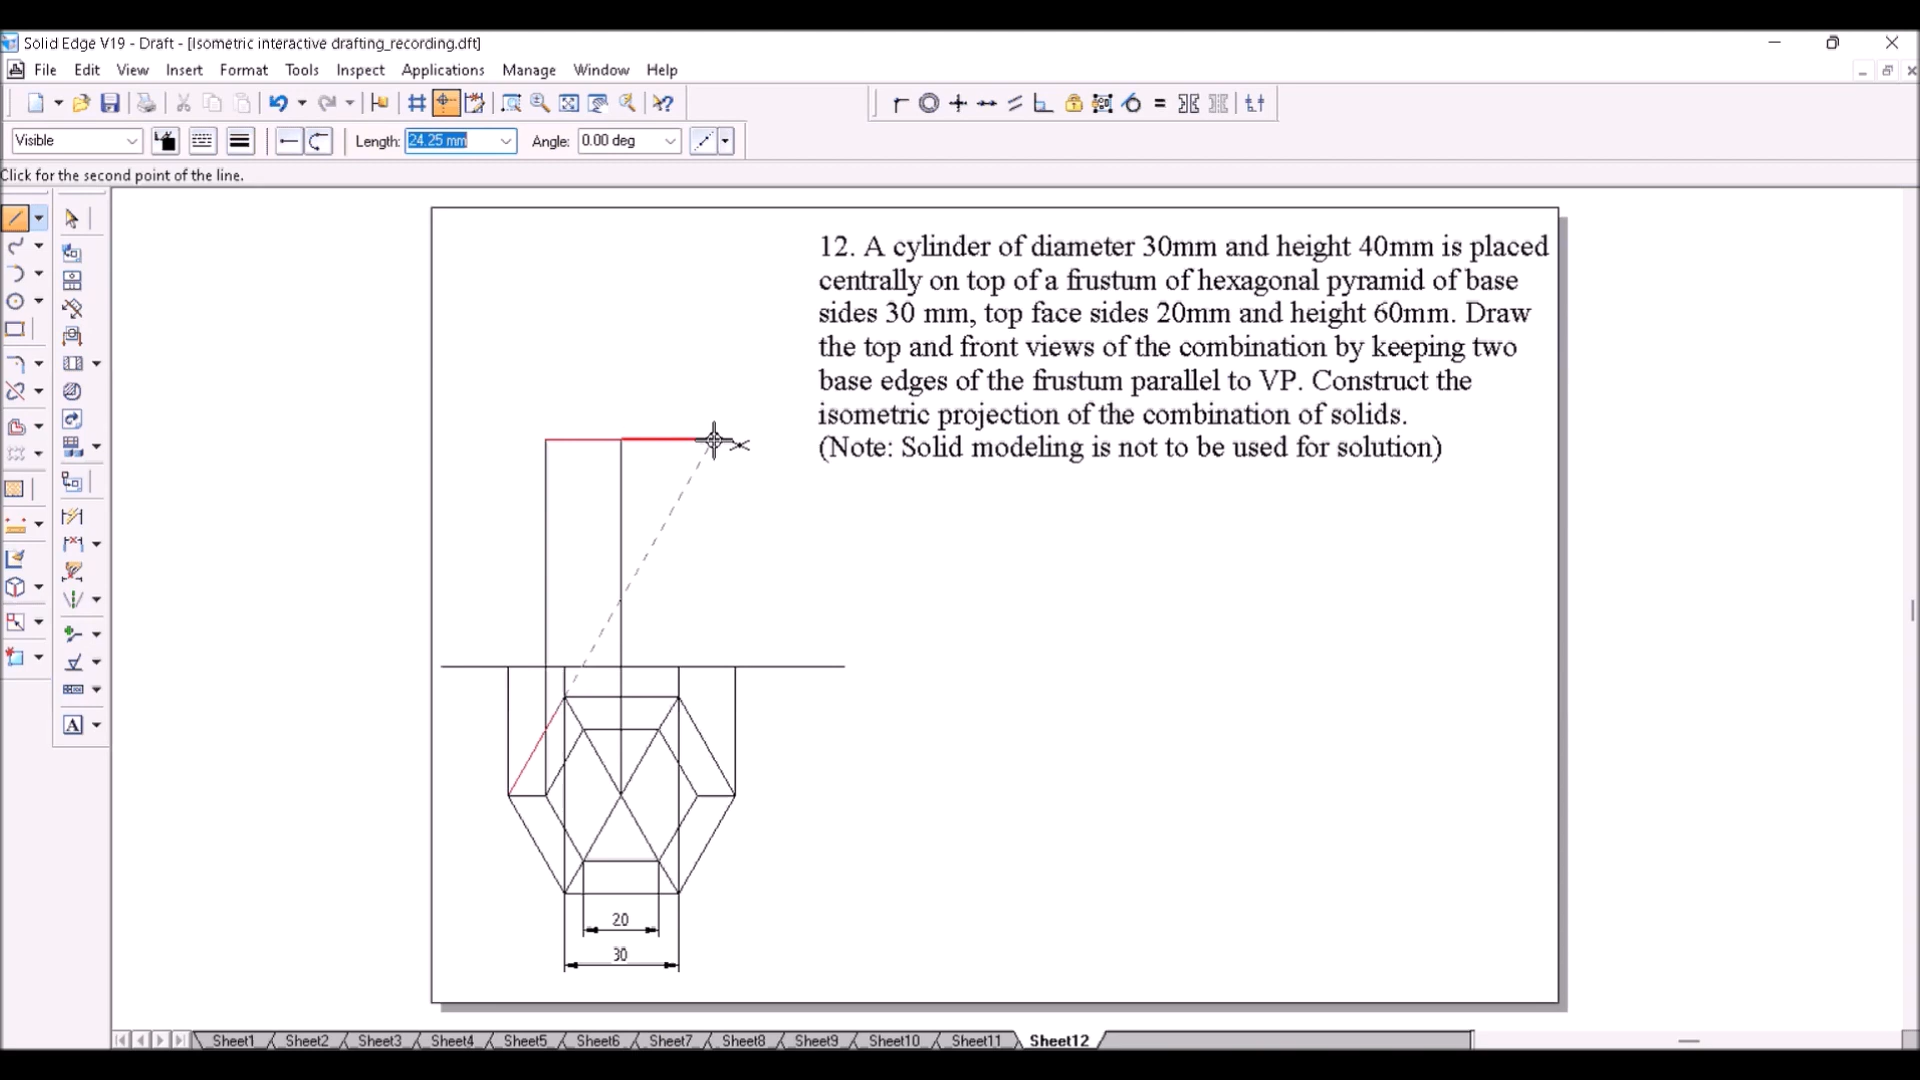 Solid Edge V19 - Draft - [Isometric interactive drafting_recording.dft]
File Edit View Insert Format Tools Inspect Applications Manage Window Help
Visible Length: 24.25 mm Angle: 0.00 deg
Click for the second point of the line.
12. A cylinder of diameter 30mm and height 40mm is placed
centrally on top of a frustum of hexagonal pyramid of base
sides 30 mm, top face sides 20mm and height 60mm. Draw
the top and front views of the combination by keeping two
base edges of the frustum parallel to VP. Construct the
isometric projection of the combination of solids.
(Note: Solid modeling is not to be used for solution)
20
30
Sheet1 Sheet2 Sheet3 Sheet4 Sheet5 Sheet6 Sheet7 Sheet8 Sheet9 Sheet10 Sheet11 Sheet12